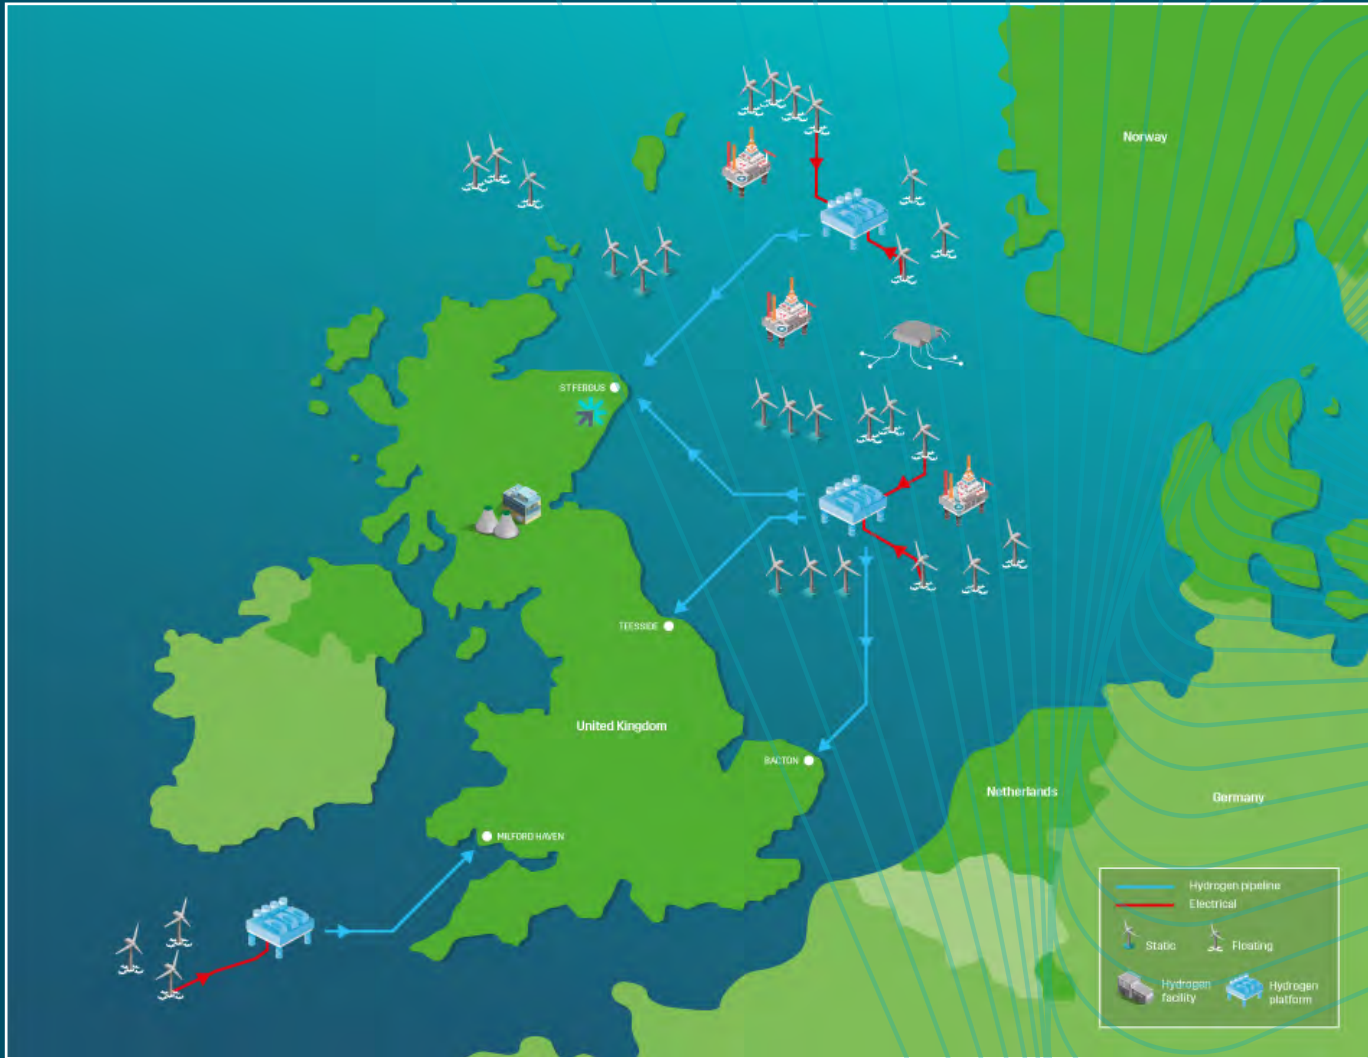 Norway
ST FERGUS
TEESSIDE
United Kingdom
BACTON
Netherlands
Germany
MILFORD HAVEN
Hydrogen pipeline
Electrical
Static
Floating
Hydrogen
facility
Hydrogen
platform